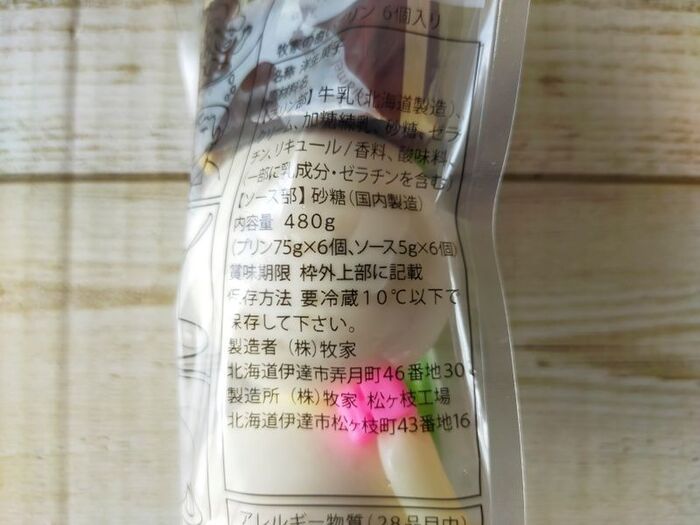 リン 6個入り
牧家の
名称 洋生菓子
原材料名
【プリン部】牛乳(北海道製造)、
クリーム、加糖練乳、砂糖、ゼラ
チン、リキュール/香料、酸味料、
(一部に乳成分・ゼラチンを含む)
【ソース部】砂糖(国内製造)
内容量 480g
(プリン75g×6個、ソース5g×6個)
賞味期限 枠外上部に記載
保存方法 要冷蔵10℃以下で
保存して下さい。
製造者 (株)牧家
北海道伊達市弄月町46番地30
製造所 (株)牧家 松ヶ枝工場
北海道伊達市松ヶ枝町43番地16
アレルギー物質(28品目中)